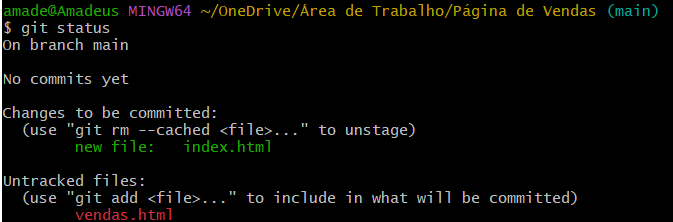 amade@Amadeus MINGW64 ~/OneDrive/Área de Trabalho/Página de Vendas (main)
$ git status
On branch main
No commits yet
Changes to be committed:
  (use "git rm --cached <file>..." to unstage)
        new file:   index.html
Untracked files:
  (use "git add <file>..." to include in what will be committed)
        vendas.html